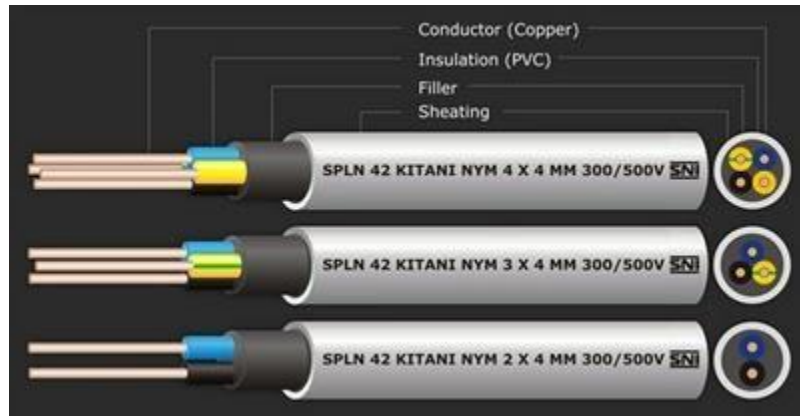 Conductor (Copper)
Insulation (PVC)
Filler
Sheating
SPLN 42 KITANI NYM 4 X 4 MM 300/500V SNI
SPLN 42 KITANI NYM 3 X 4 MM 300/500V SNI
SPLN 42 KITANI NYM 2 X 4 MM 300/500V SNI